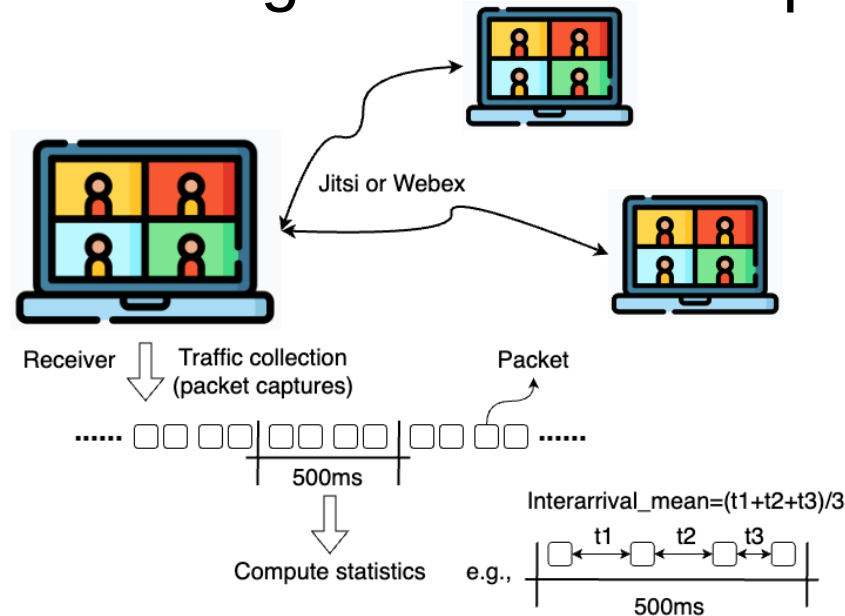 Jitsi or Webex
Receiver
Traffic collection
(packet captures)
Packet
...... ......
500ms
Interarrival_mean=(t1+t2+t3)/3
t1 t2 t3
Compute statistics
e.g.,
500ms